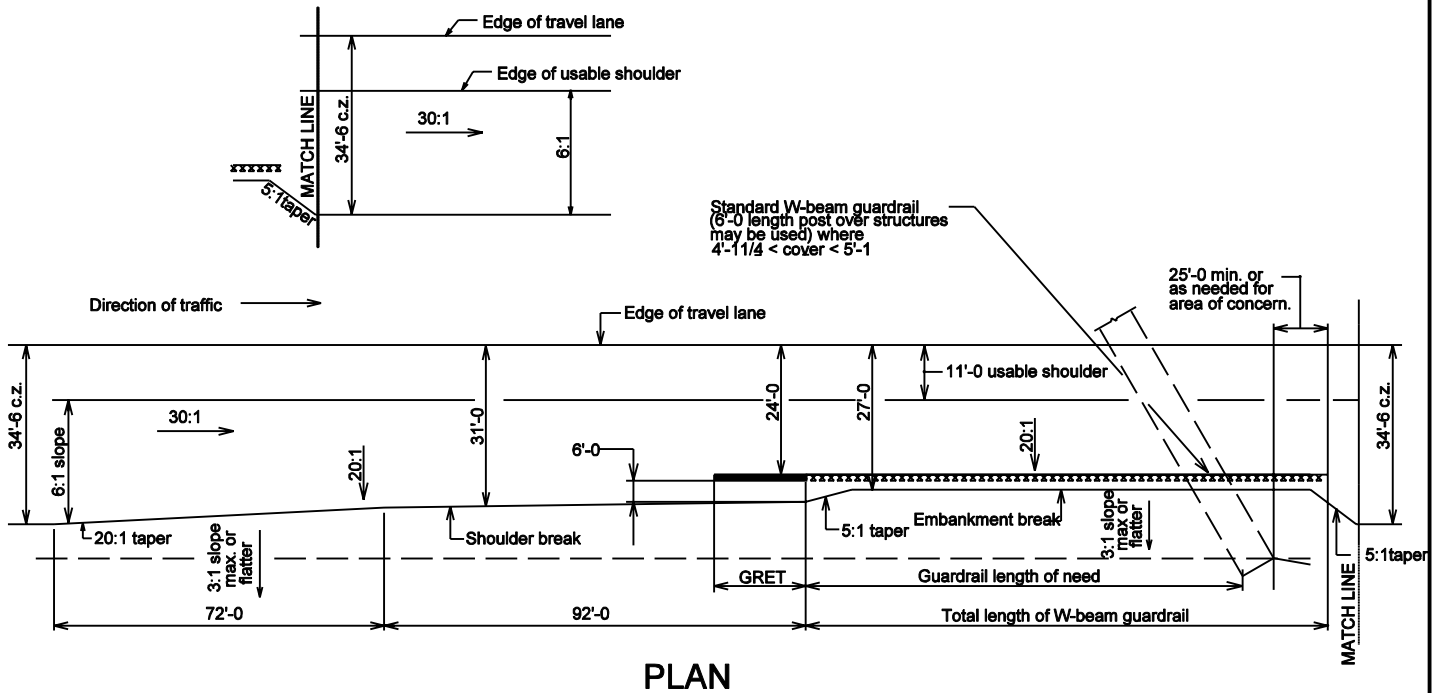 Edge of travel lane
Edge of usable shoulder
MATCH LINE
34'-6 c.z.
30:1
6:1
5:1taper
Standard W-beam guardrail
(6'-0 length post over structures
may be used) where
4'-11/4 < cover < 5'-1
25'-0 min. or
as needed for
area of concern.
Direction of traffic
Edge of travel lane
34'-6 c.z.
6:1 slope
30:1
20:1
31'-0
6'-0
24'-0
27'-0
11'-0 usable shoulder
20:1
34'-6 c.z.
20:1 taper
3:1 slope
max. or
flatter
Shoulder break
5:1 taper
Embankment break
3:1 slope
max or
flatter
5:1taper
GRET
Guardrail length of need
72'-0
92'-0
Total length of W-beam guardrail
MATCH LINE
PLAN